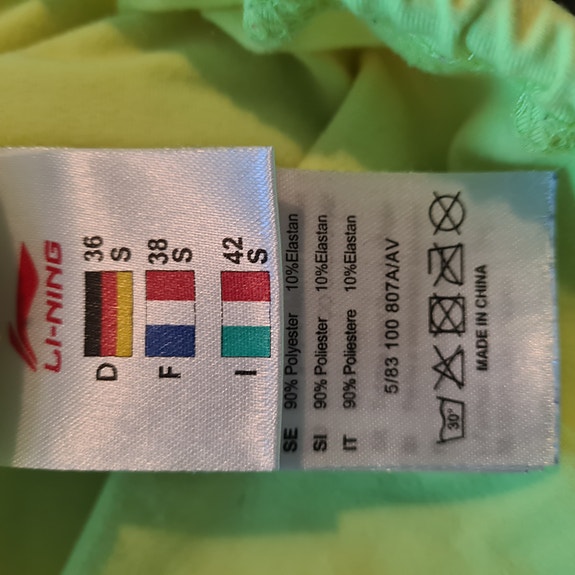 LI-NING
D 36 S
F 38 S
I 42 S
SE 90% Polyester 10%Elastan
SI 90% Poliester 10%Elastan
IT 90% Poliestere 10%Elastan
5/83 100 807A/AV
30°
MADE IN CHINA